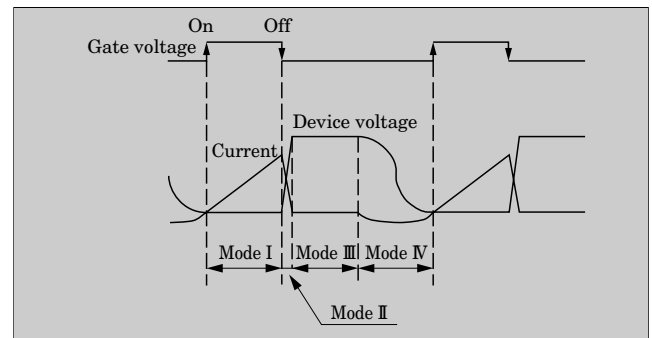 On Off
Gate voltage
Device voltage
Current
Mode Ⅰ Mode Ⅲ Mode Ⅳ
Mode Ⅱ